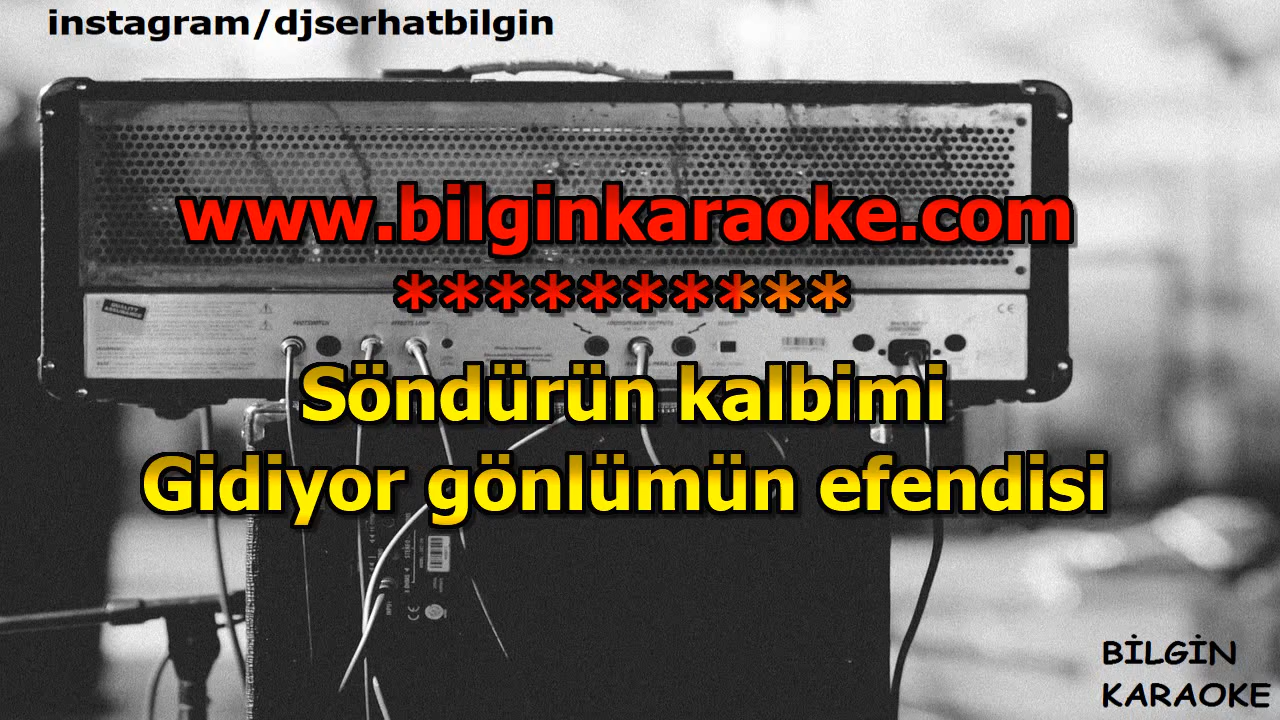 instagram/djserhatbilgin
www.bilginkaraoke.com
**********
Söndürün kalbimi
Gidiyor gönlümün efendisi
BİLGİN
KARAOKE